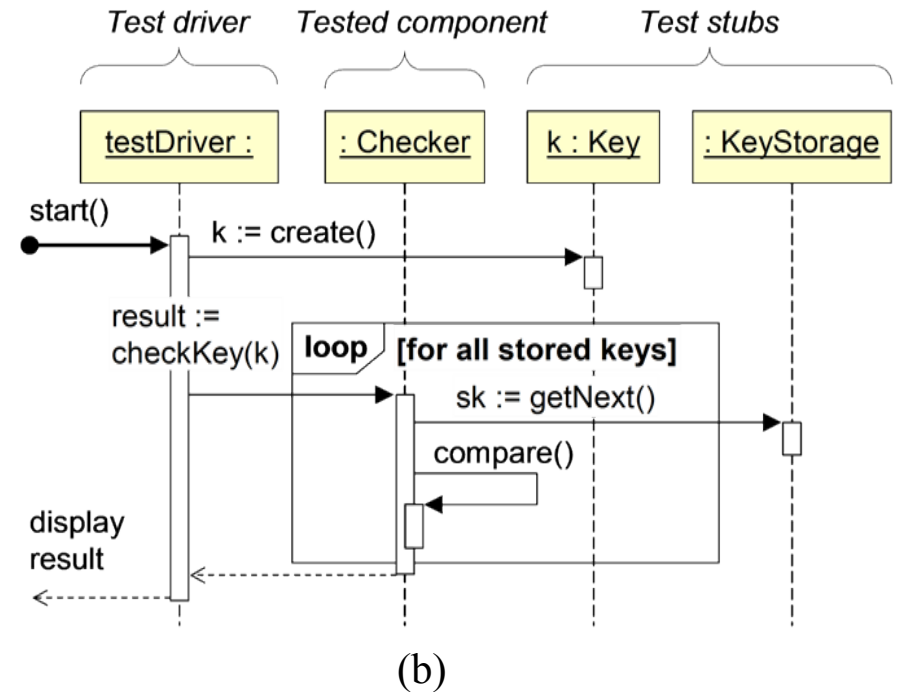 Test driver
Tested component
Test stubs
testDriver :
: Checker
k : Key
: KeyStorage
start()
k := create()
result :=
checkKey(k)
loop
[for all stored keys]
sk := getNext()
compare()
display
result
(b)